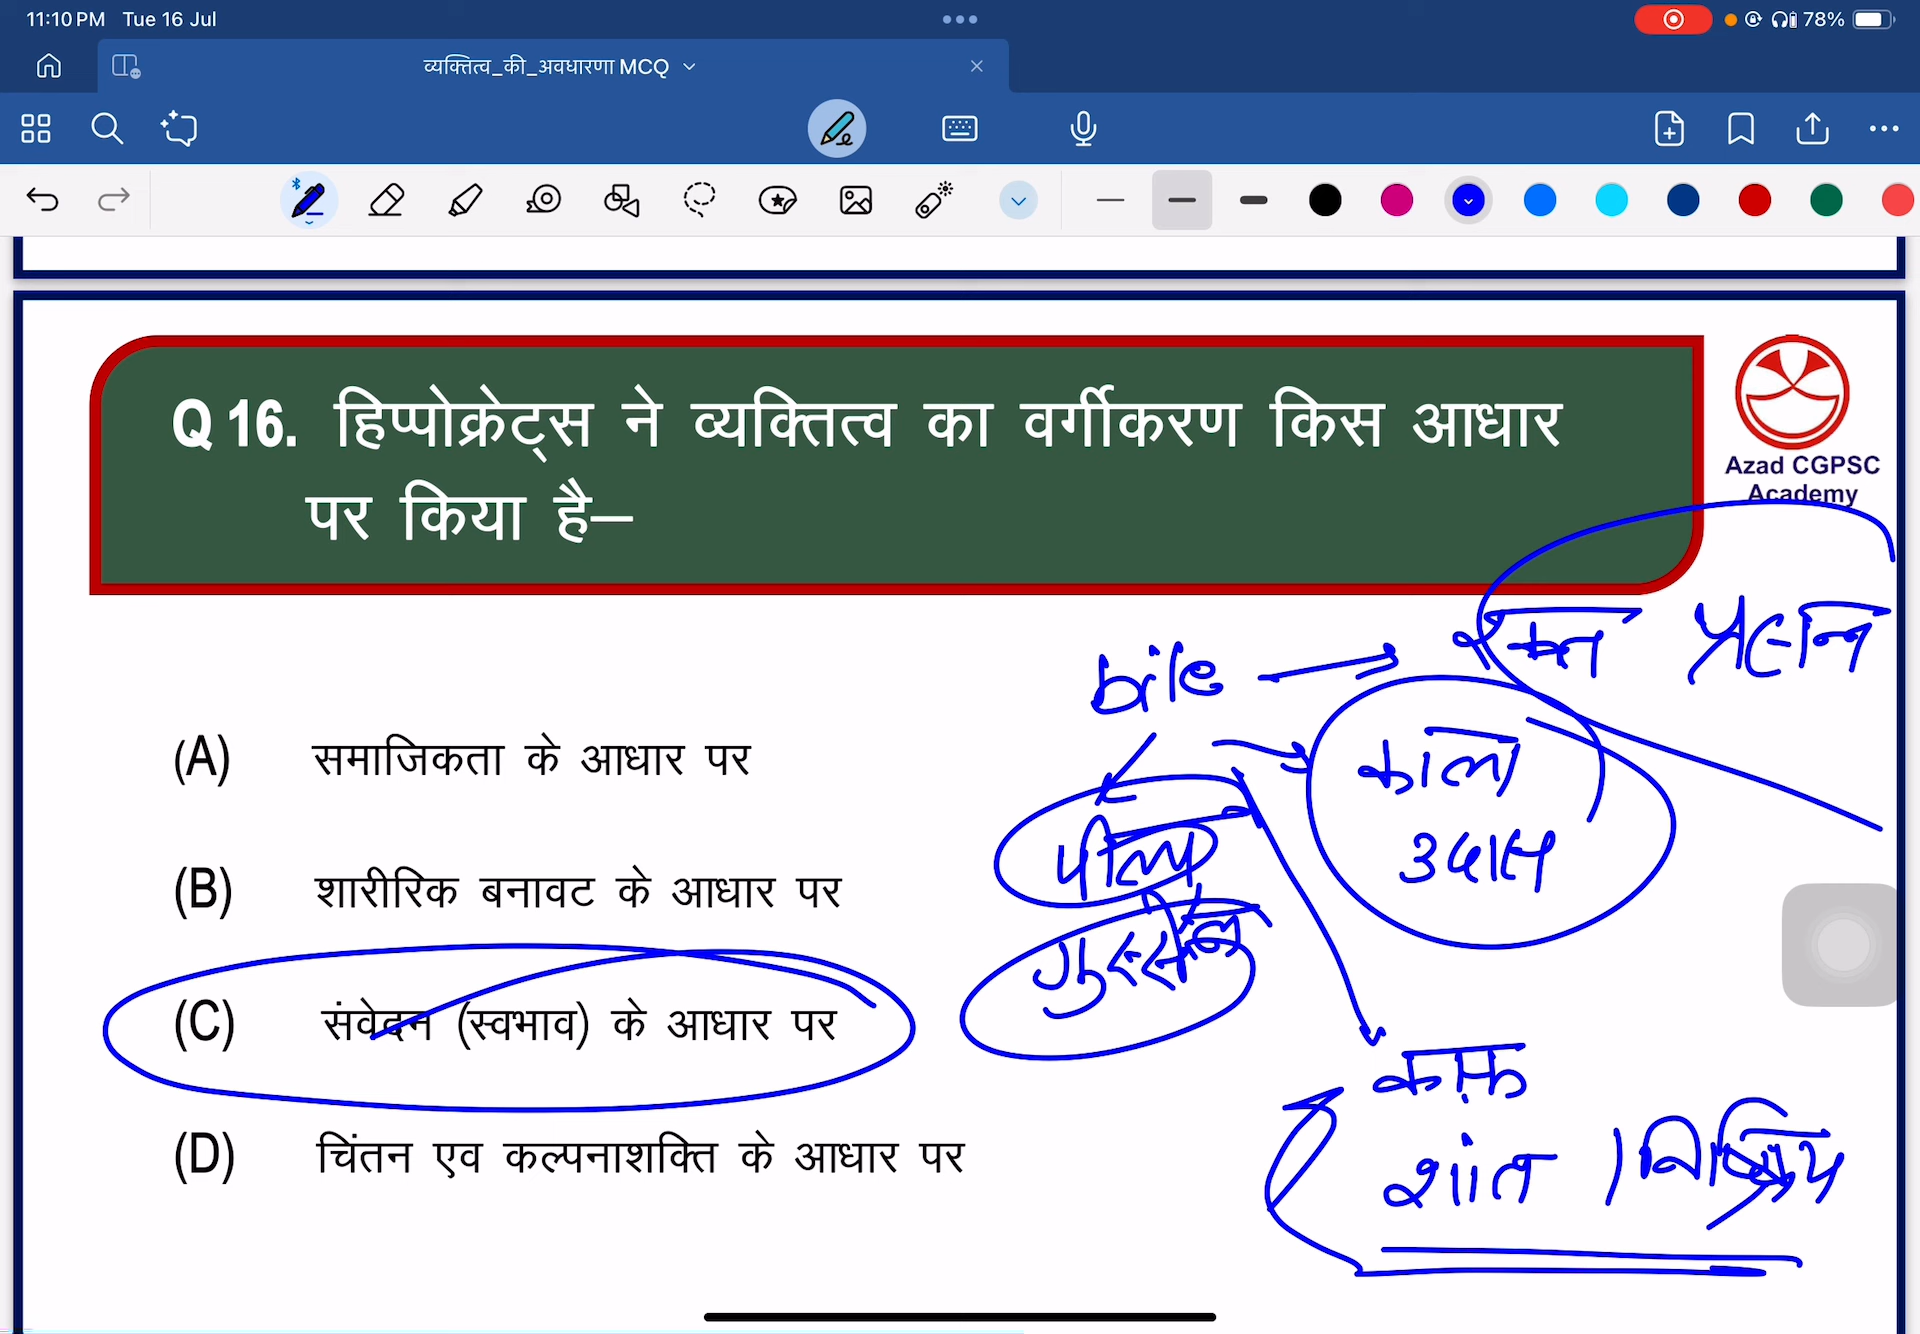 11:10 PM Tue 16 Jul
78%
व्यक्तित्व_की_अवधारणा MCQ
Q 16. हिप्पोक्रेट्स ने व्यक्तित्व का वर्गीकरण किस आधार
पर किया है–
Azad CGPSC
Academy
bile
रक्त
काला
उदास
पीला
(A) समाजिकता के आधार पर
(B) शारीरिक बनावट के आधार पर
(C) संवेदन (स्वभाव) के आधार पर
(D) चिंतन एव कल्पनाशक्ति के आधार पर
कफ
शांत